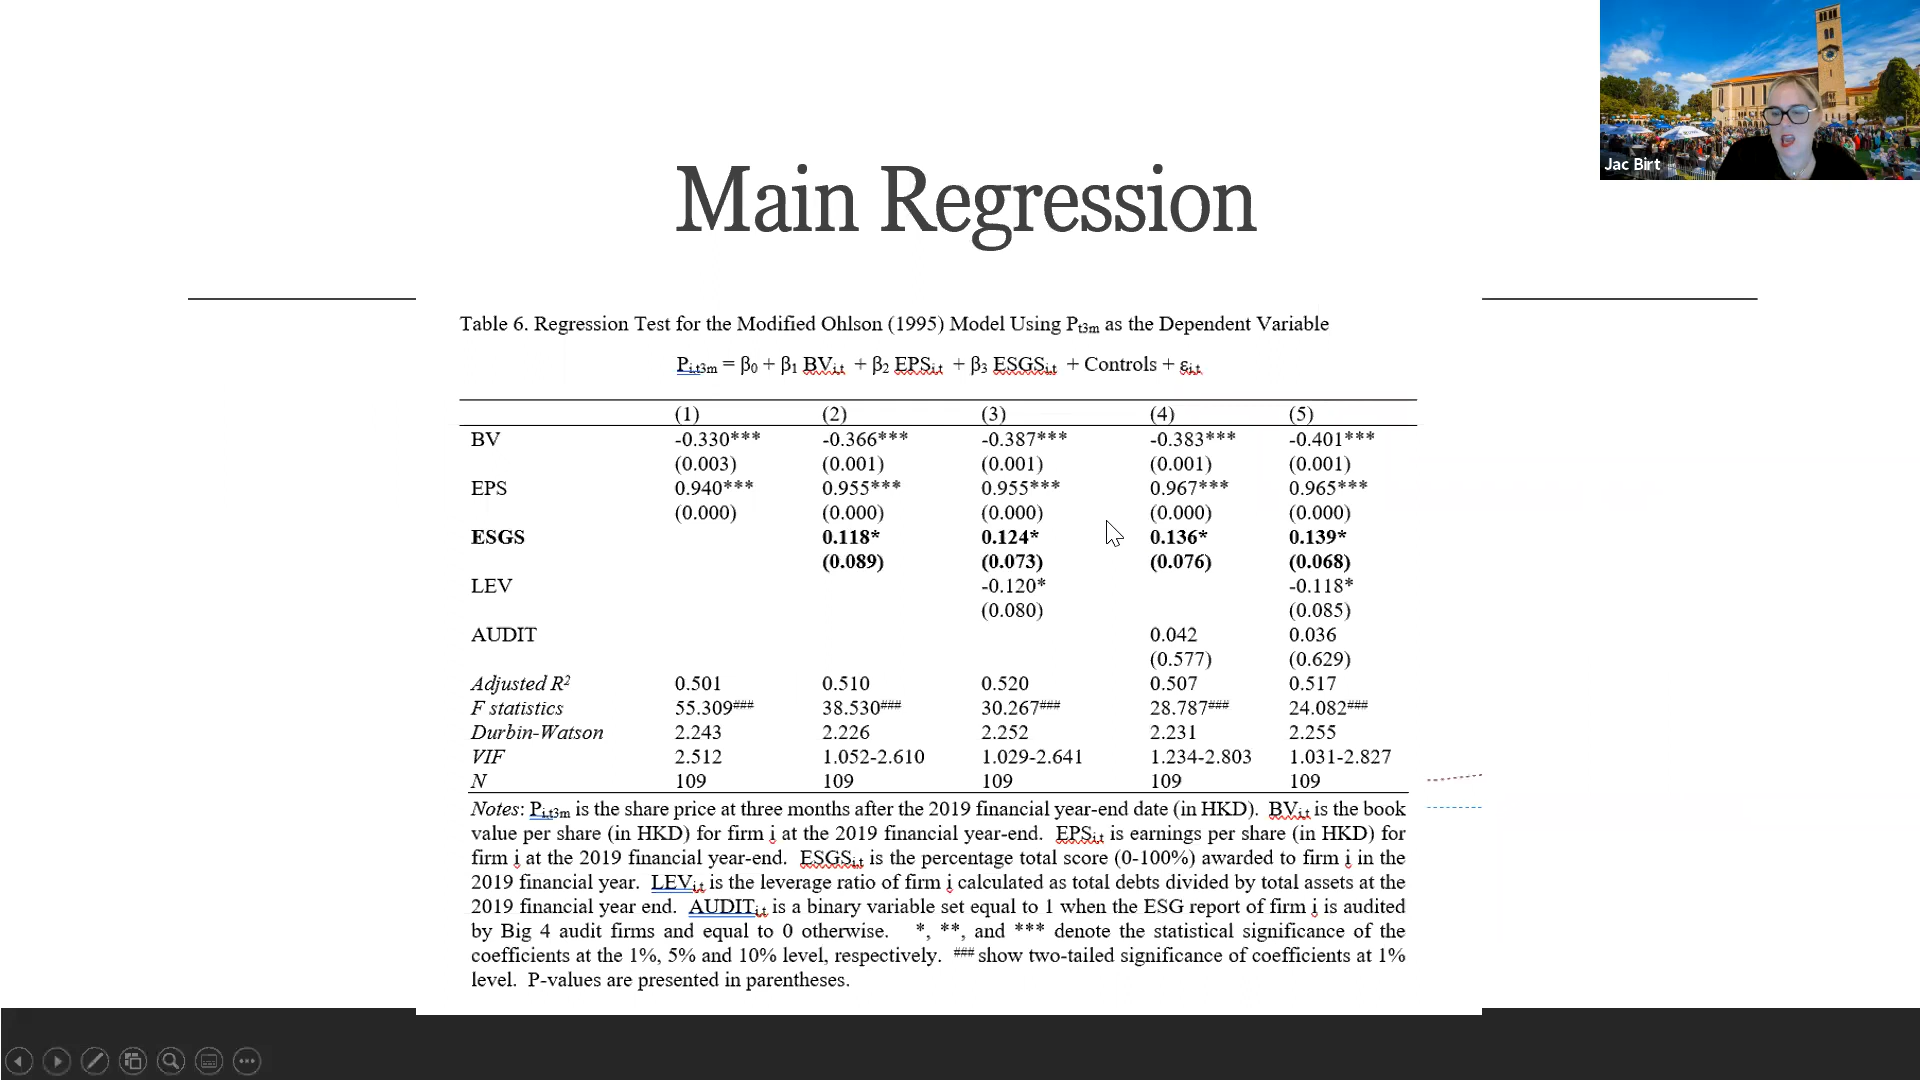 Jac Birt
Main Regression
Table 6. Regression Test for the Modified Ohlson (1995) Model Using Pt3m as the Dependent Variable
Pi,t3m = β0 + β1 BVi,t + β2 EPSi,t + β3 ESGSi,t + Controls + εi,t
(1) (2) (3) (4) (5)
BV -0.330*** -0.366*** -0.387*** -0.383*** -0.401***
(0.003) (0.001) (0.001) (0.001) (0.001)
EPS 0.940*** 0.955*** 0.955*** 0.967*** 0.965***
(0.000) (0.000) (0.000) (0.000) (0.000)
ESGS 0.118* 0.124* 0.136* 0.139*
(0.089) (0.073) (0.076) (0.068)
LEV -0.120* -0.118*
(0.080) (0.085)
AUDIT 0.042 0.036
(0.577) (0.629)
Adjusted R2 0.501 0.510 0.520 0.507 0.517
F statistics 55.309### 38.530### 30.267### 28.787### 24.082###
Durbin-Watson 2.243 2.226 2.252 2.231 2.255
VIF 2.512 1.052-2.610 1.029-2.641 1.234-2.803 1.031-2.827
N 109 109 109 109 109
Notes: Pi,t3m is the share price at three months after the 2019 financial year-end date (in HKD). BVi,t is the book
value per share (in HKD) for firm i at the 2019 financial year-end. EPSi,t is earnings per share (in HKD) for
firm i at the 2019 financial year-end. ESGSi,t is the percentage total score (0-100%) awarded to firm i in the
2019 financial year. LEVi,t is the leverage ratio of firm i calculated as total debts divided by total assets at the
2019 financial year end. AUDITi,t is a binary variable set equal to 1 when the ESG report of firm i is audited
by Big 4 audit firms and equal to 0 otherwise. *, **, and *** denote the statistical significance of the
coefficients at the 1%, 5% and 10% level, respectively. ### show two-tailed significance of coefficients at 1%
level. P-values are presented in parentheses.